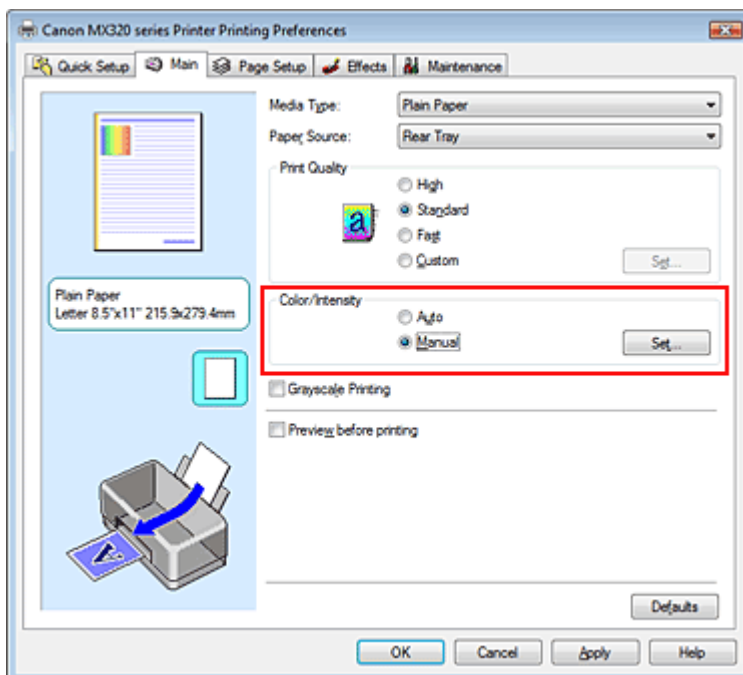 Canon MX320 series Printer Printing Preferences
Quick Setup Main Page Setup Effects Maintenance
Media Type: Plain Paper
Paper Source: Rear Tray
Print Quality
High
a Standard
Fast
Custom Set...
Plain Paper
Letter 8.5"x11" 215.9x279.4mm
Color/Intensity
Auto
Manual Set...
Grayscale Printing
Preview before printing
A
Defaults
OK Cancel Apply Help